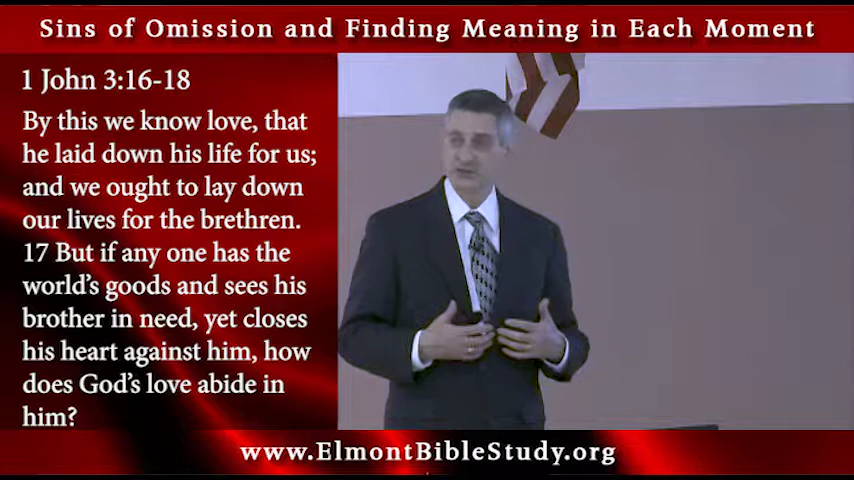 Sins of Omission and Finding Meaning in Each Moment
1 John 3:16-18
By this we know love, that
he laid down his life for us;
and we ought to lay down
our lives for the brethren.
17 But if any one has the
world's goods and sees his
brother in need, yet closes
his heart against him, how
does God's love abide in
him?
www.ElmontBibleStudy.org